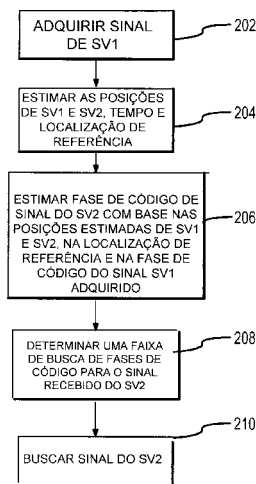 ADQUIRIR SINAL
DE SV1
202
ESTIMAR AS POSIÇÕES
DE SV1 E SV2, TEMPO E
LOCALIZAÇÃO DE
REFERÊNCIA
204
ESTIMAR FASE DE CÓDIGO DE
SINAL DO SV2 COM BASE NAS
POSIÇÕES ESTIMADAS DE SV1
E SV2, NA LOCALIZAÇÃO DE
REFERÊNCIA E NA FASE DE
CÓDIGO DO SINAL SV1
ADQUIRIDO
206
DETERMINAR UMA FAIXA
DE BUSCA DE FASES DE
CÓDIGO PARA O SINAL
RECEBIDO DO SV2
208
BUSCAR SINAL DO SV2
210